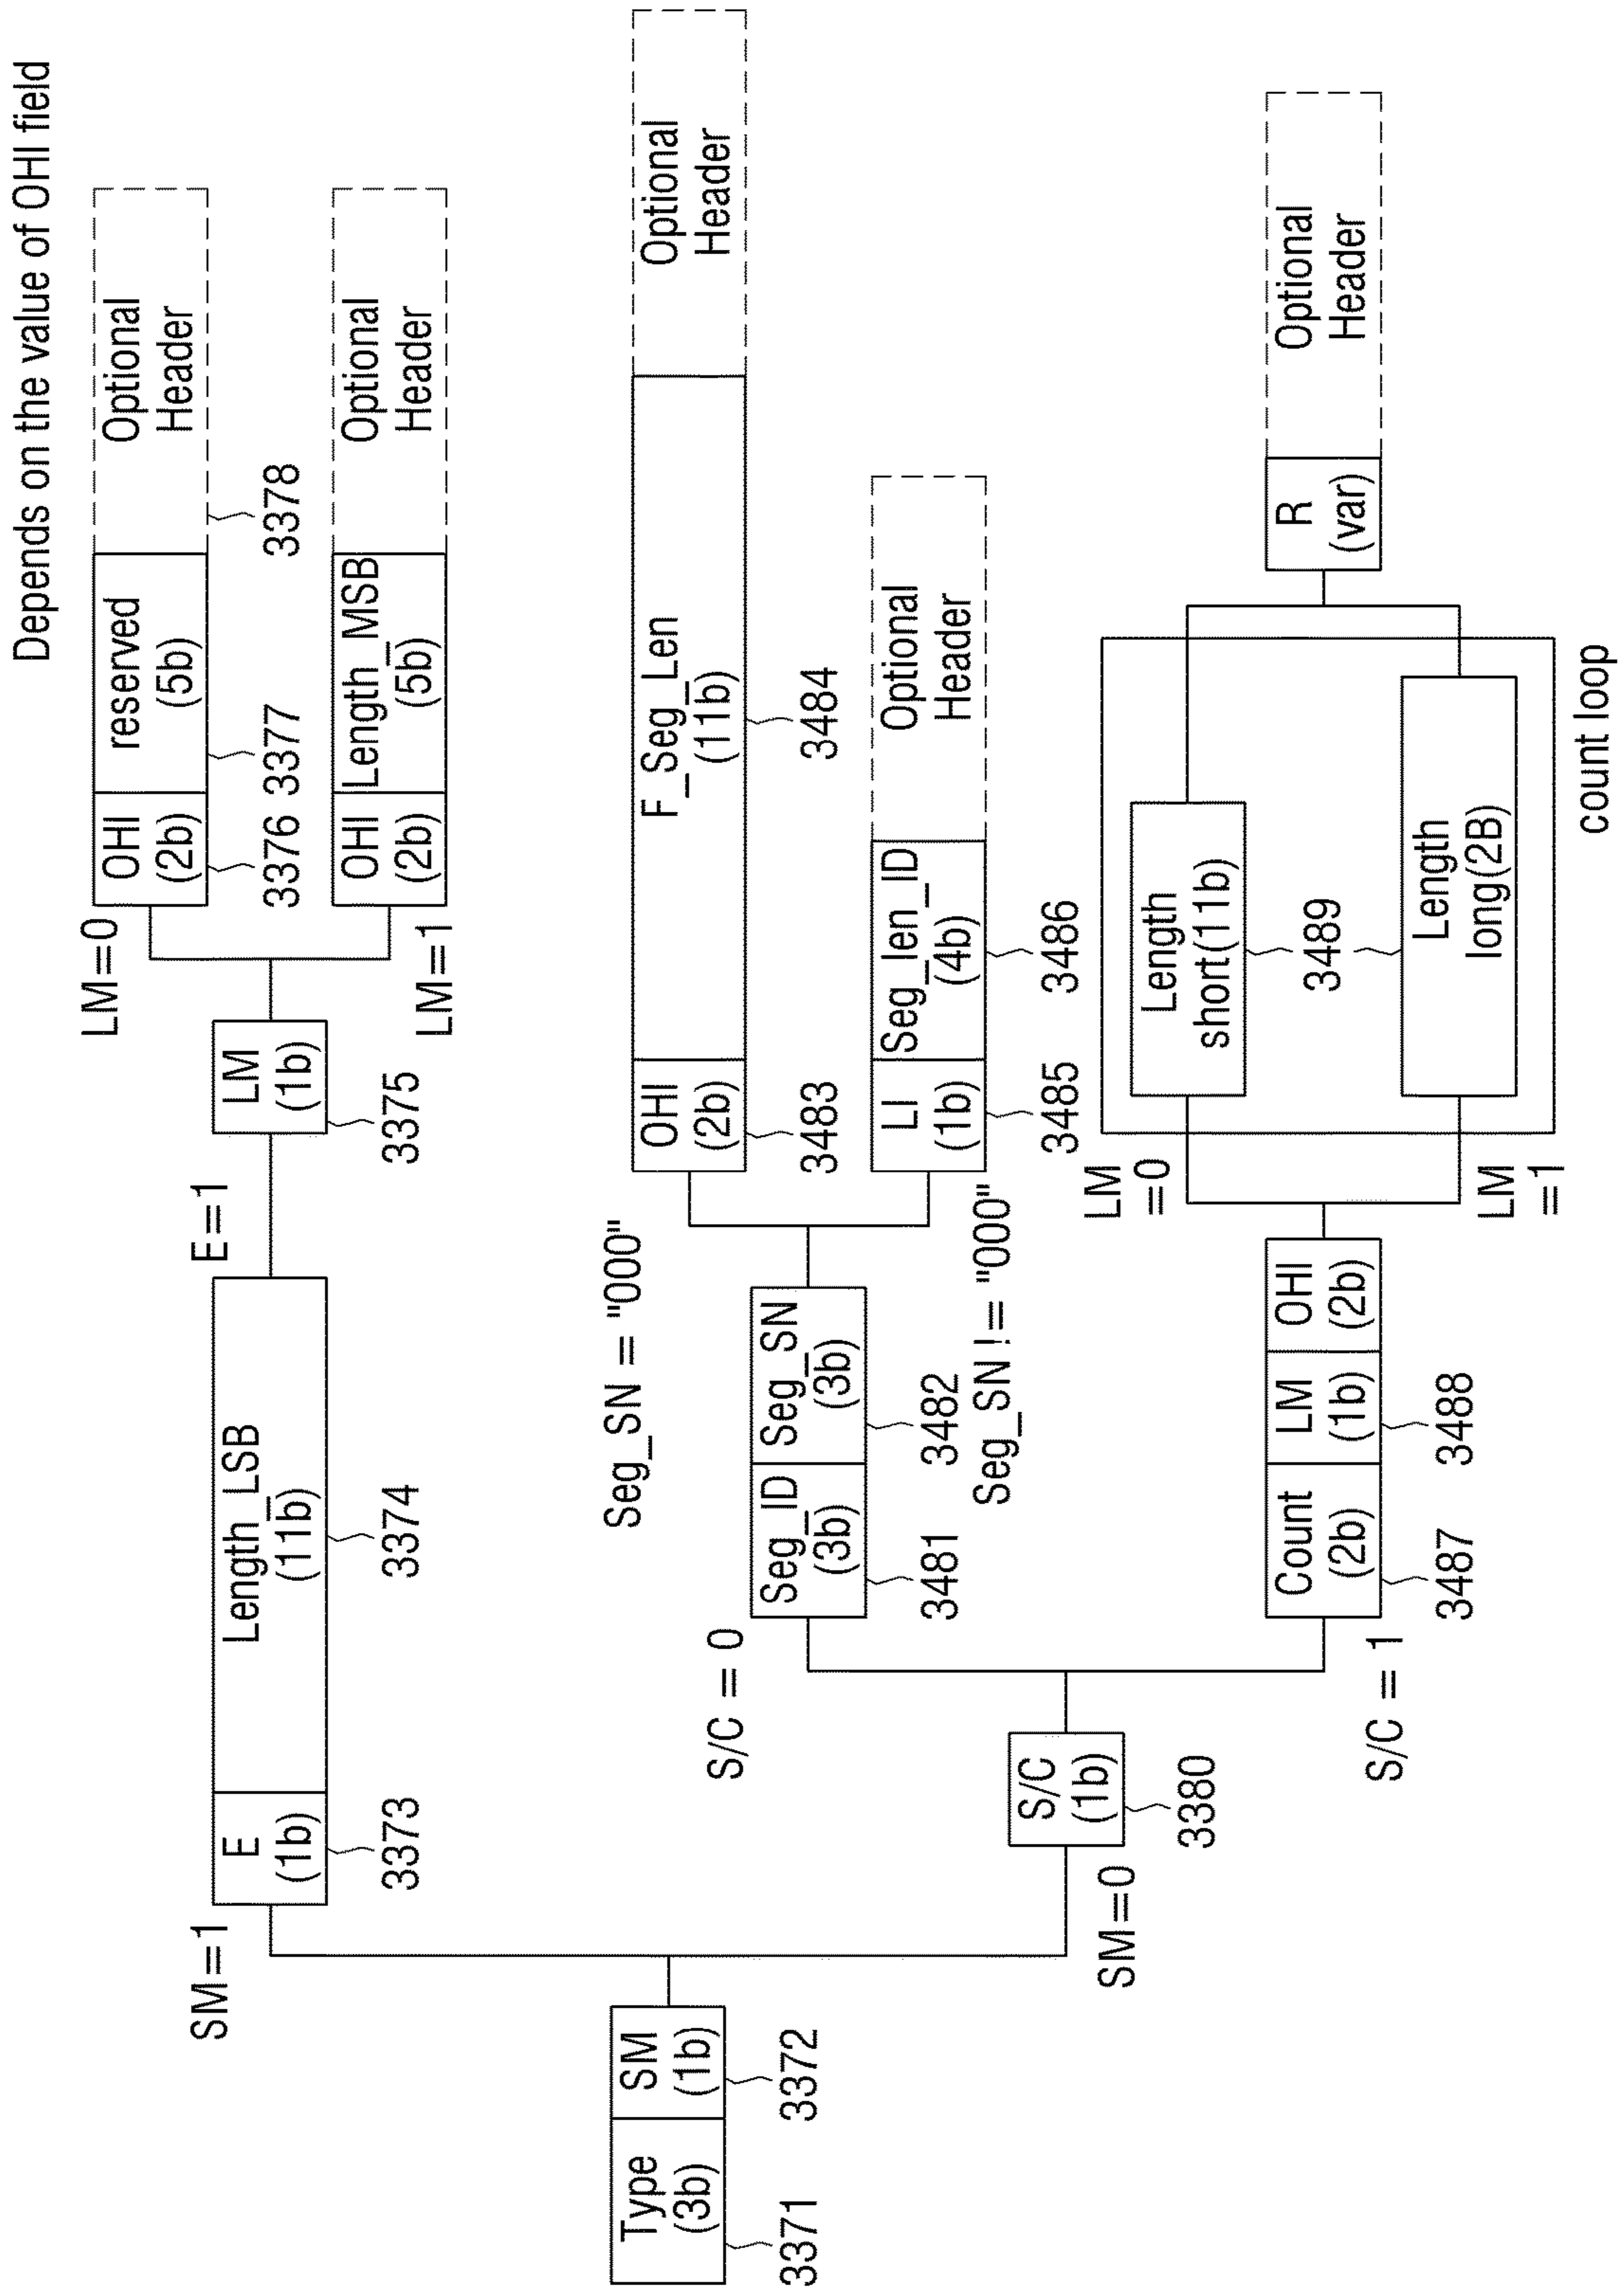 Depends on the value of OHI field
LM=0
OHI
(2b)
reserved
(5b)
Optional
Header
3376
3377
3378
SM=1
E
(1b)
Length_LSB
(11b)
E=1
LM
(1b)
3373
3374
3375
LM=1
OHI
(2b)
Length_MSB
(5b)
Optional
Header
Type
(3b)
SM
(1b)
3371
3372
Seg_SN = "000"
OHI
(2b)
F_Seg_Len
(11b)
Optional
Header
3483
3484
S/C = 0
Seg_ID
(3b)
Seg_SN
(3b)
3481
3482
Seg_SN != "000"
LI
(1b)
Seg_len_ID
(4b)
Optional
Header
3485
3486
SM=0
S/C
(1b)
3380
S/C = 1
Count
(2b)
LM
(1b)
OHI
(2b)
3487
3488
LM
=0
Length
short(11b)
3489
LM
=1
Length
long(2B)
count loop
R
(var)
Optional
Header